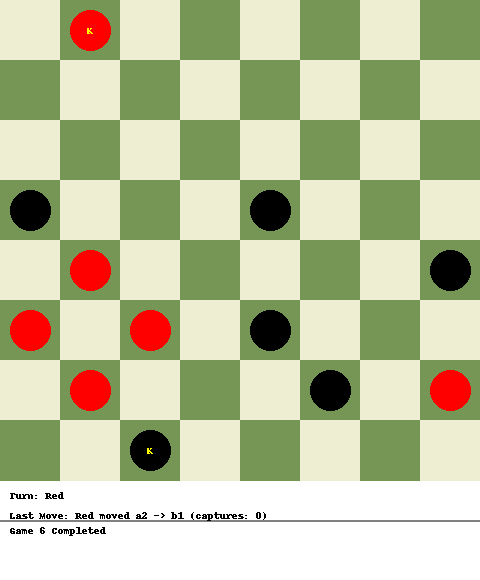 K
K
Turn: Red
Last Move: Red moved a2 -> b1 (captures: 0)
Game 6 Completed